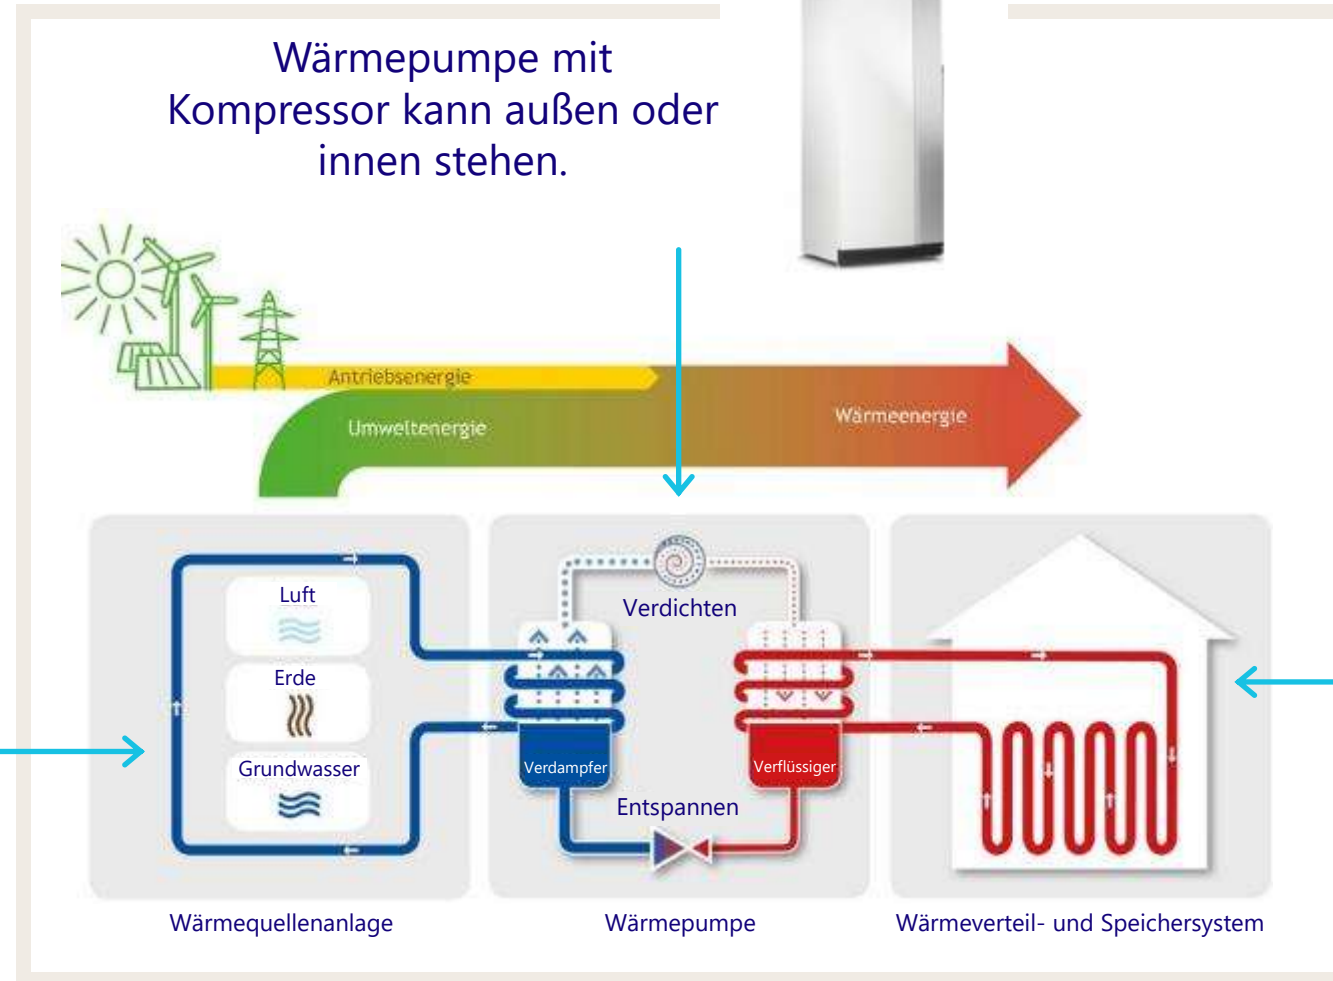 Wärmepumpe mit
Kompressor kann außen oder
innen stehen.
Antriebsenergie
Umweltenergie
Wärmeenergie
Luft
Erde
Grundwasser
Verdichten
Verdampfer
Verflüssiger
Entspannen
Wärmequellenanlage
Wärmepumpe
Wärmeverteil- und Speichersystem